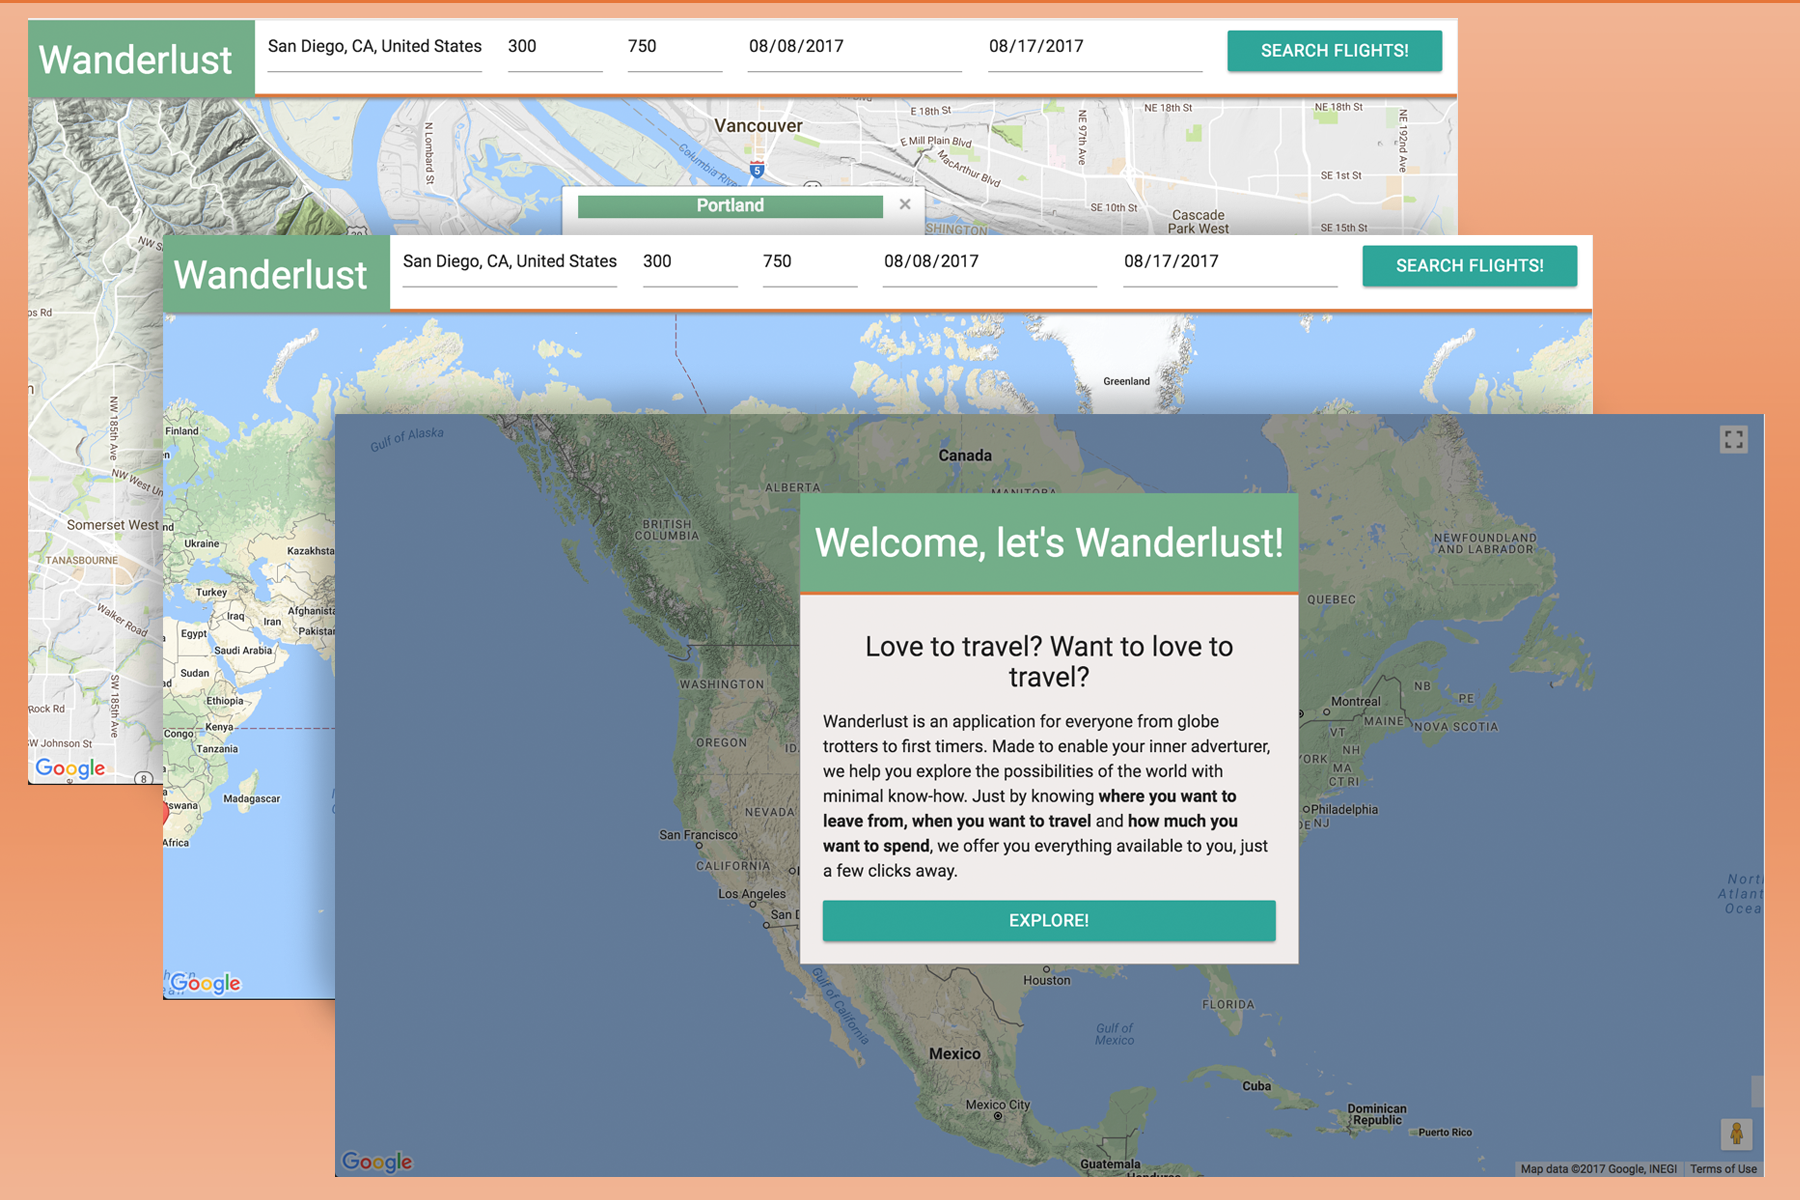 Wanderlust
San Diego, CA, United States
300
750
08/08/2017
08/17/2017
SEARCH FLIGHTS!
Vancouver
N Lombard St
Columbia River
5
E 18th St
E Mill Plain Blvd
MacArthur Blvd
NE 97th Ave
NE 18th St
NE 18th St
NE 192nd Ave
SE 1st St
SE 10th St
Cascade
Park West
SE 15th St
Portland
×
NW 185th Ave
NW West Un
Somerset West
TANASBOURNE
Walker Road
SW 185th Ave
Rock Rd
SW Johnson St
8
Google
Wanderlust
San Diego, CA, United States
300
750
08/08/2017
08/17/2017
SEARCH FLIGHTS!
Greenland
Finland
Ukraine
Kazakhsta
Turkey
Iraq
Iran
Afghanista
Pakistan
Egypt
Saudi Arabia
Sudan
Ethiopia
Kenya
Congo
Tanzania
Madagascar
swana
Africa
Google
Gulf of Alaska
Canada
ALBERTA
MANITOBA
BRITISH
COLUMBIA
NEWFOUNDLAND
AND LABRADOR
QUEBEC
Welcome, let's Wanderlust!
Love to travel? Want to love to
travel?
Wanderlust is an application for everyone from globe
trotters to first timers. Made to enable your inner adverturer,
we help you explore the possibilities of the world with
minimal know-how. Just by knowing where you want to
leave from, when you want to travel and how much you
want to spend, we offer you everything available to you, just
a few clicks away.
EXPLORE!
WASHINGTON
OREGON
ID
NEVADA
San Francisco
CALIFORNIA
Los Angeles
San D
Montreal
NB
PE
MAINE
NOVA SCOTIA
VT
NH
YORK
MA
CT RI
Philadelphia
DE
NJ
North
Atlant
Ocea
Gulf of California
Houston
FLORIDA
Gulf of
Mexico
Mexico
Mexico City
Cuba
Dominican
Republic
Puerto Rico
Guatemala
Honduras
Google
Map data ©2017 Google, INEGI
Terms of Use